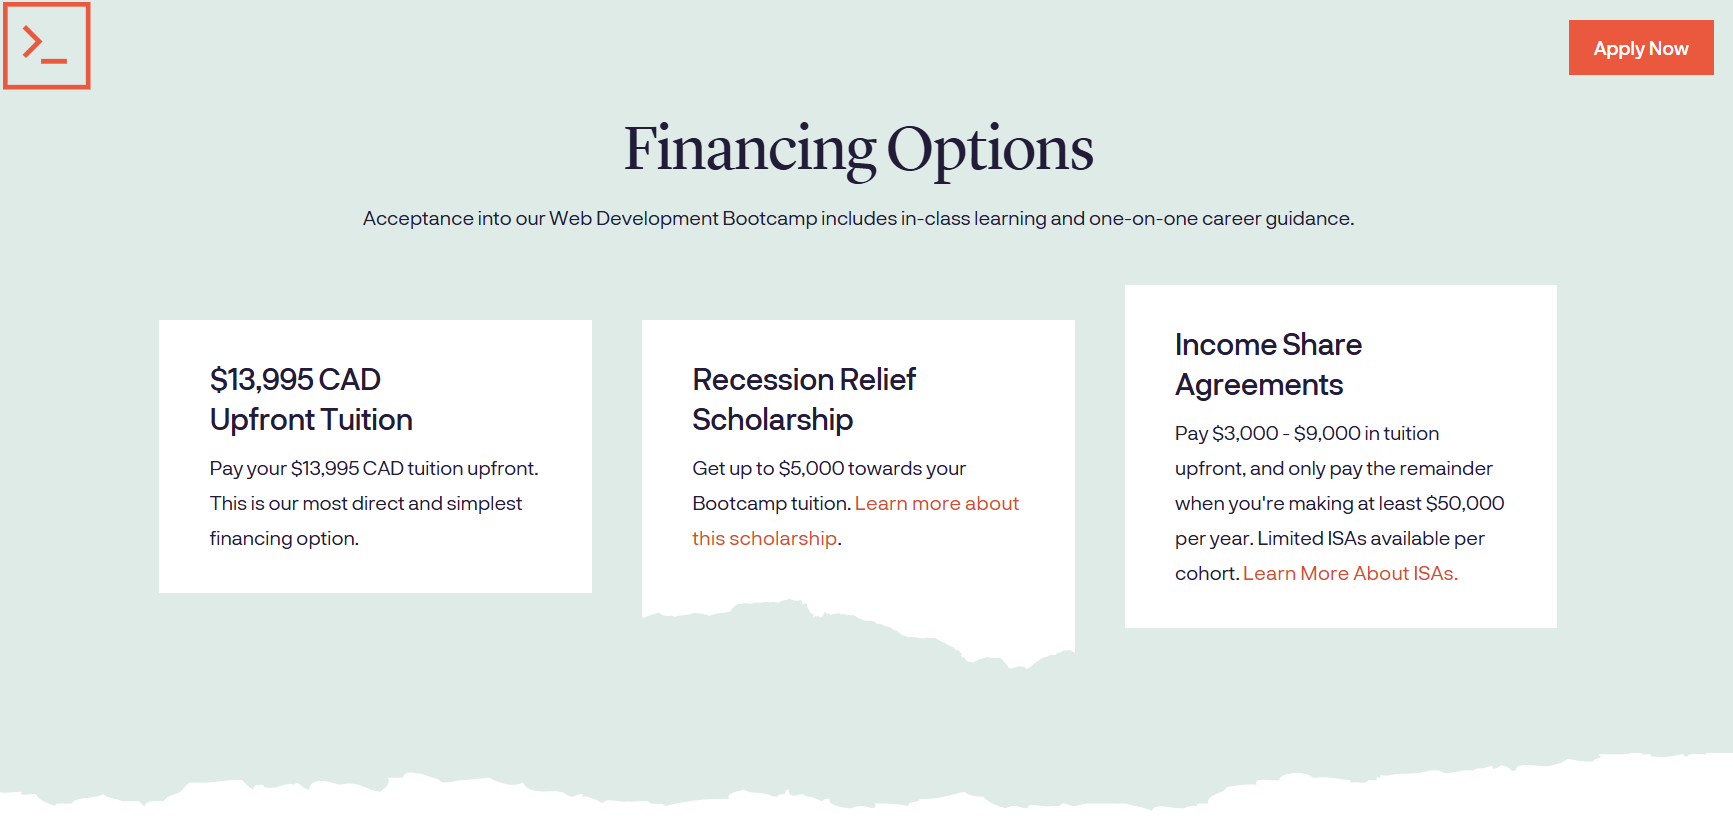 Apply Now
Financing Options
Acceptance into our Web Development Bootcamp includes in-class learning and one-on-one career guidance.
$13,995 CAD
Upfront Tuition
Pay your $13,995 CAD tuition upfront.
This is our most direct and simplest
financing option.
Recession Relief
Scholarship
Get up to $5,000 towards your
Bootcamp tuition. Learn more about
this scholarship.
Income Share
Agreements
Pay $3,000 - $9,000 in tuition
upfront, and only pay the remainder
when you're making at least $50,000
per year. Limited ISAs available per
cohort. Learn More About ISAs.